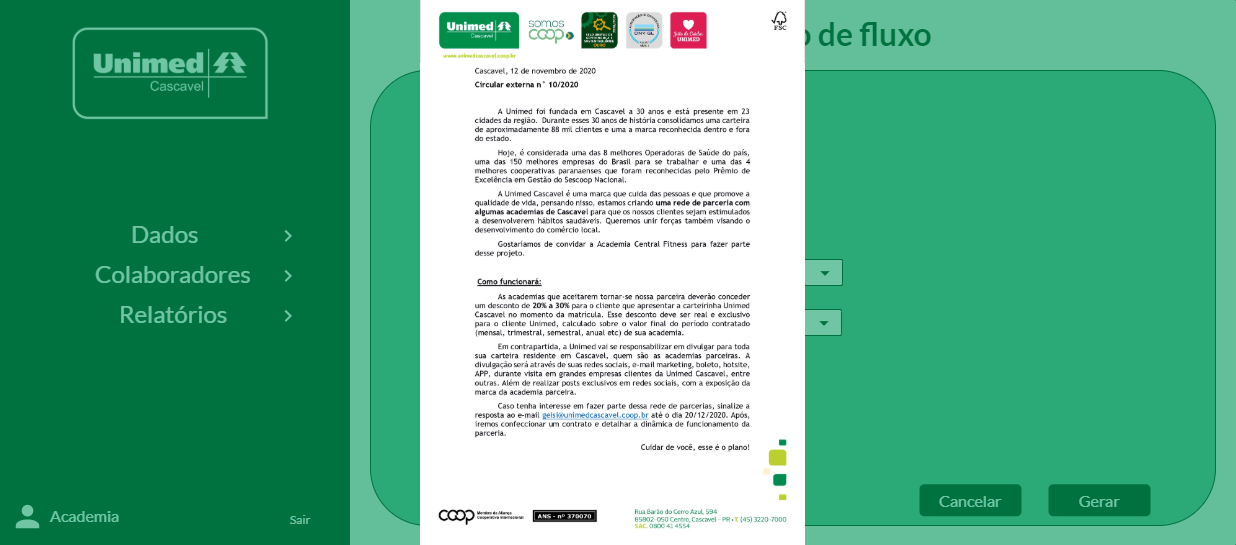 Unimed
Cascavel
Dados
Colaboradores
Relatórios
Academia
Sair
o de fluxo
Cancelar
Gerar
Unimed
Cascavel
SOMOS
COOP
OURO
DNV·GL
UNIMED
FSC
www.unimedcascavel.coop.br
Cascavel, 12 de novembro de 2020
Circular externa n° 10/2020
A Unimed foi fundada em Cascavel a 30 anos e está presente em 23
cidades da região. Durante esses 30 anos de história consolidamos uma carteira
de aproximadamente 88 mil clientes e uma a marca reconhecida dentro e fora
do estado.
Hoje, é considerada uma das 8 melhores Operadoras de Saúde do país,
uma das 150 melhores empresas do Brasil para se trabalhar e uma das 4
melhores cooperativas paranaenses que foram reconhecidas pelo Prêmio de
Excelência em Gestão do Sescoop Nacional.
A Unimed Cascavel é uma marca que cuida das pessoas e que promove a
qualidade de vida, pensando nisso, estamos criando uma rede de parceria com
algumas academias de Cascavel para que os nossos clientes sejam estimulados
a desenvolverem hábitos saudáveis. Queremos unir forças também visando o
desenvolvimento do comércio local.
Gostaríamos de convidar a Academia Central Fitness para fazer parte
desse projeto.
Como funcionará:
As academias que aceitarem tornar-se nossa parceira deverão conceder
um desconto de 20% a 30% para o cliente que apresentar a carteirinha Unimed
Cascavel no momento da matrícula. Esse desconto deve ser real e exclusivo
para o cliente Unimed, calculado sobre o valor final do período contratado
(mensal, trimestral, semestral, anual etc) de sua academia.
Em contrapartida, a Unimed vai se responsabilizar em divulgar para toda
sua carteira residente em Cascavel, quem são as academias parceiras. A
divulgação será através de suas redes sociais, e-mail marketing, boleto, hotsite,
APP, durante visita em grandes empresas clientes da Unimed Cascavel, entre
outras. Além de realizar posts exclusivos em redes sociais, com a exposição da
marca da academia parceira.
Caso tenha interesse em fazer parte dessa rede de parcerias, sinalize a
resposta ao e-mail geisi@unimedcascavel.coop.br até o dia 20/12/2020. Após,
iremos confeccionar um contrato e detalhar a dinâmica de funcionamento da
parceria.
Cuidar de você, esse é o plano!
COOP
Membro da Aliança
Cooperativa Internacional
ANS - nº 370070
Rua Barão do Cerro Azul, 594
85802-050 Centro, Cascavel - PR • T. (45) 3220-7000
SAC. 0800 41 4554